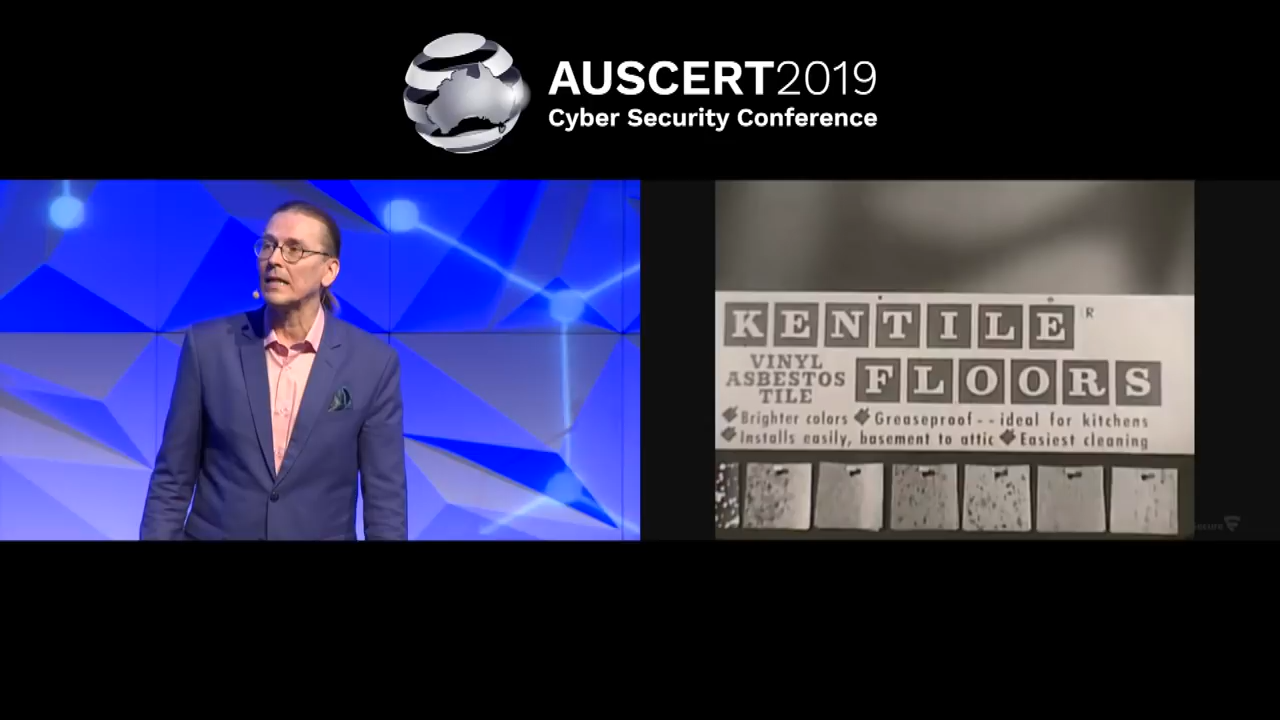 AUSCERT2019
Cyber Security Conference
KENTILE ®
VINYL
ASBESTOS
TILE
FLOORS
Brighter colors Greaseproof -- ideal for kitchens
Installs easily, basement to attic Easiest cleaning